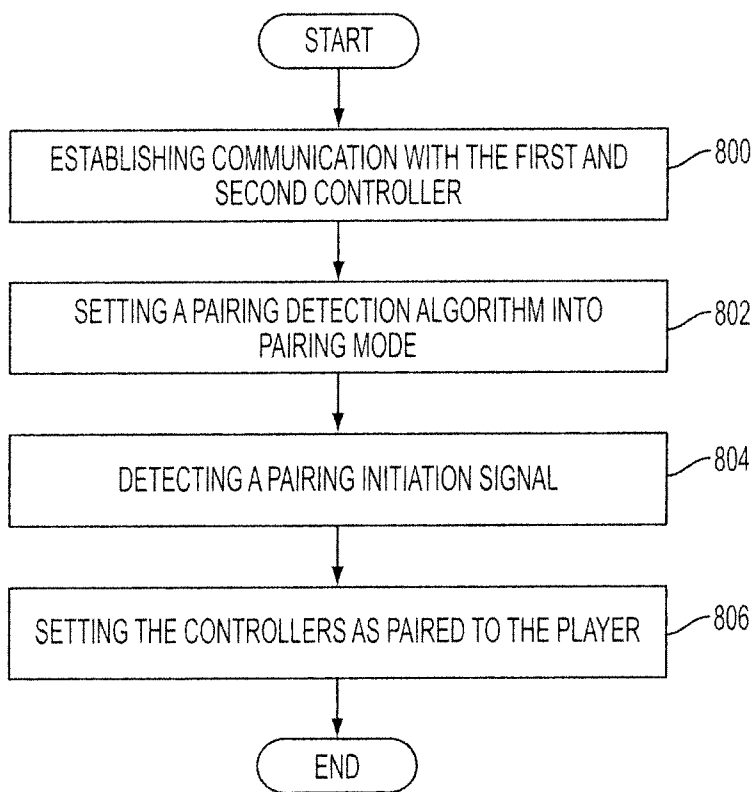 START
ESTABLISHING COMMUNICATION WITH THE FIRST AND
SECOND CONTROLLER
800
SETTING A PAIRING DETECTION ALGORITHM INTO
PAIRING MODE
802
DETECTING A PAIRING INITIATION SIGNAL
804
SETTING THE CONTROLLERS AS PAIRED TO THE PLAYER
806
END